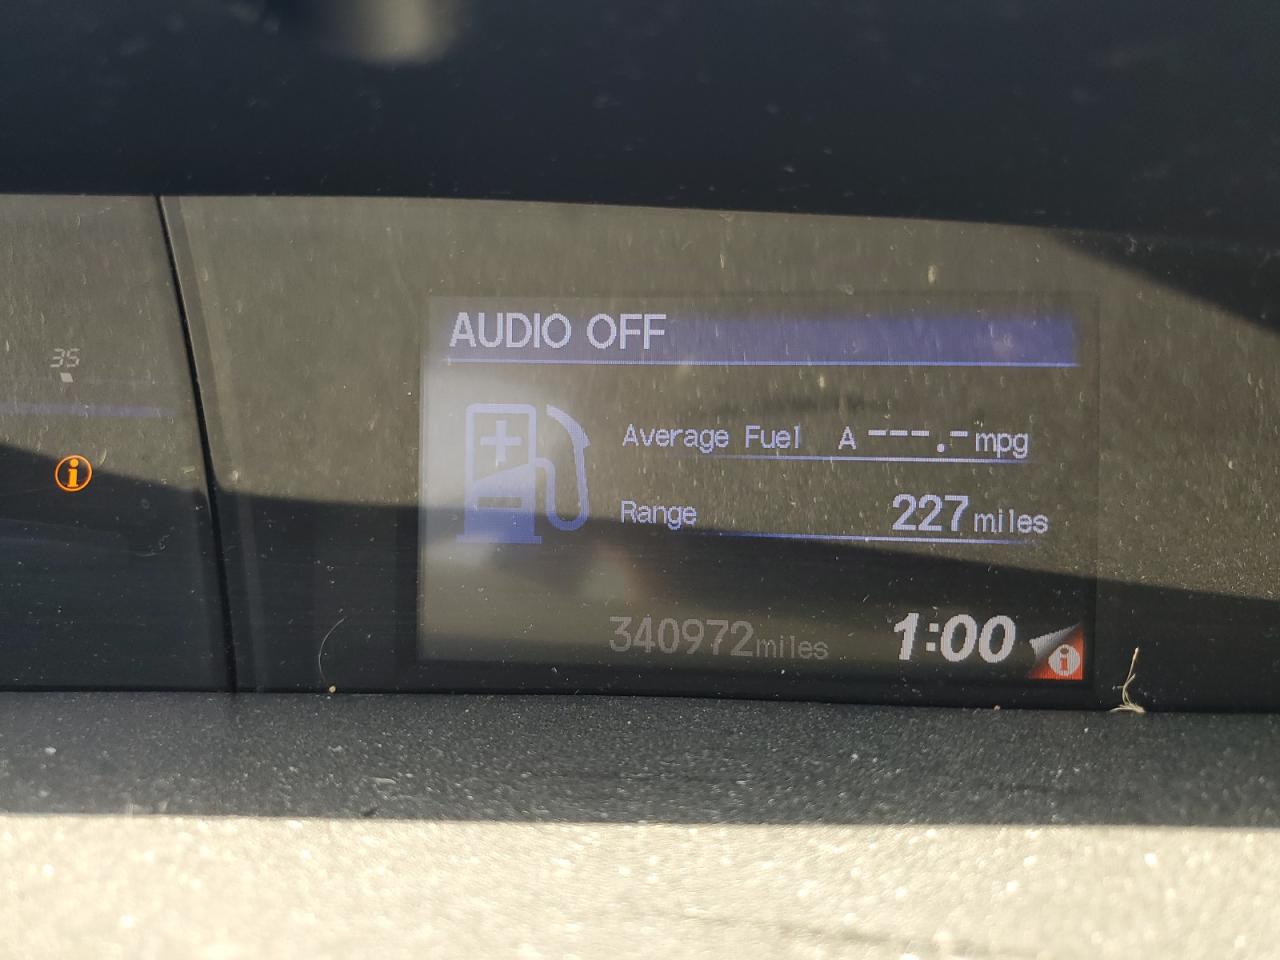 AUDIO OFF
35
Average Fuel A ---.- mpg
Range 227 miles
340972 miles 1:00